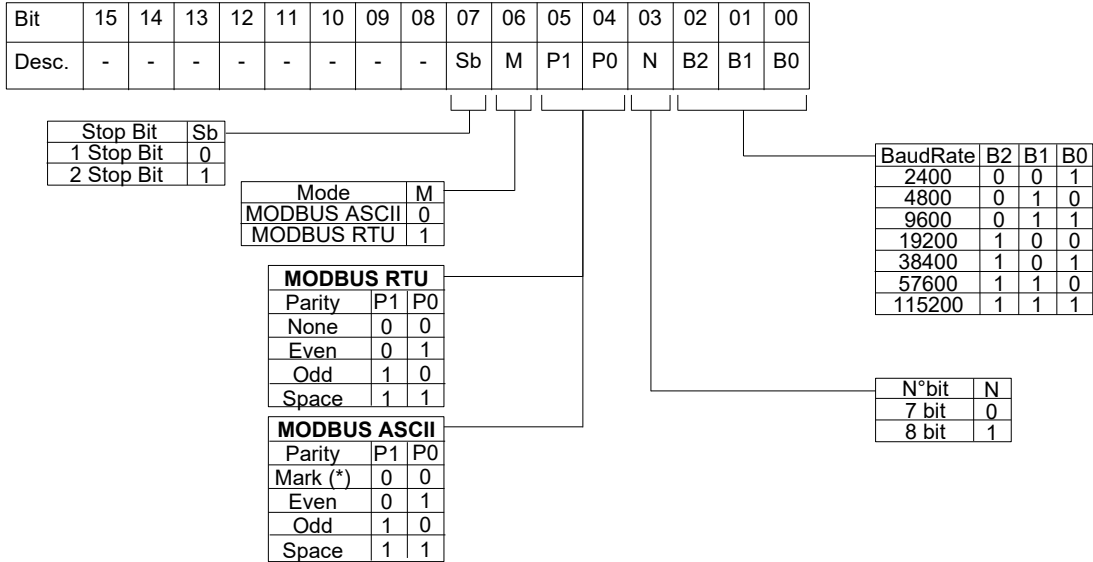 Bit 15 14 13 12 11 10 09 08 07 06 05 04 03 02 01 00
Desc. - - - - - - - - Sb M P1 P0 N B2 B1 B0
Stop Bit Sb
1 Stop Bit 0
2 Stop Bit 1
Mode M
MODBUS ASCII 0
MODBUS RTU 1
MODBUS RTU
Parity P1 P0
None 0 0
Even 0 1
Odd 1 0
Space 1 1
MODBUS ASCII
Parity P1 P0
Mark (*) 0 0
Even 0 1
Odd 1 0
Space 1 1
BaudRate B2 B1 B0
2400 0 0 1
4800 0 1 0
9600 0 1 1
19200 1 0 0
38400 1 0 1
57600 1 1 0
115200 1 1 1
N°bit N
7 bit 0
8 bit 1